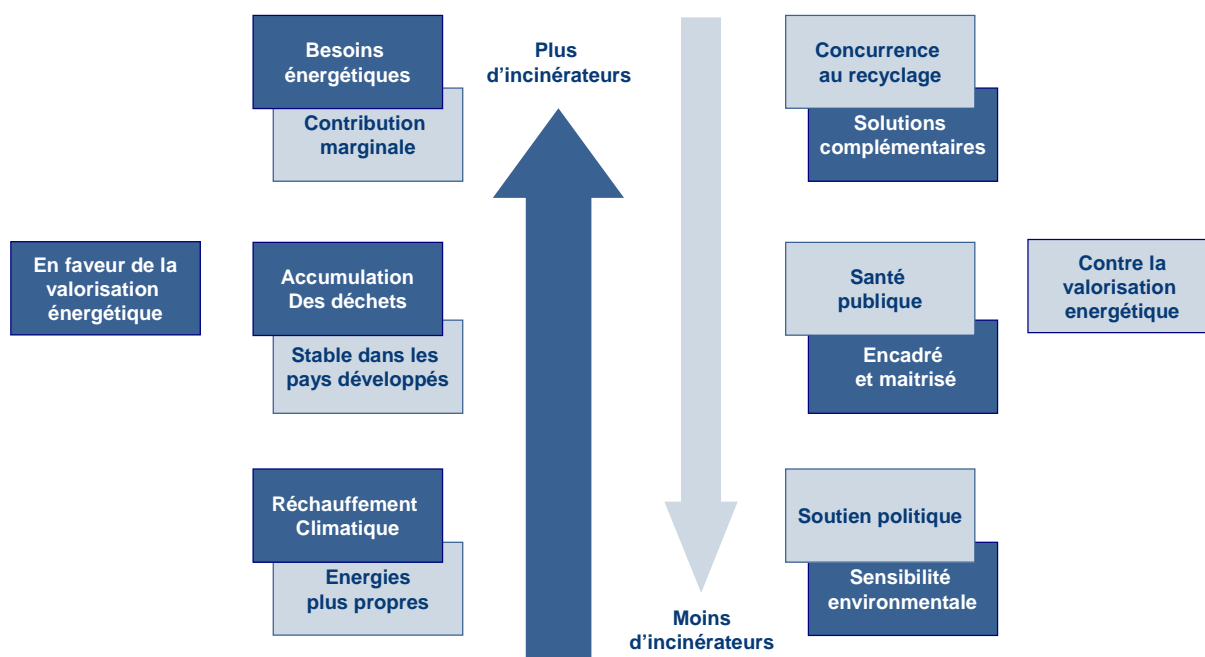 Besoins
énergétiques
Contribution
marginale
Plus
d’incinérateurs
Concurrence
au recyclage
Solutions
complémentaires
En faveur de la
valorisation
énergétique
Accumulation
Des déchets
Stable dans les
pays développés
Santé
publique
Encadré
et maitrisé
Contre la
valorisation
energétique
Réchauffement
Climatique
Energies
plus propres
Soutien politique
Sensibilité
environmentale
Moins
d’incinérateurs